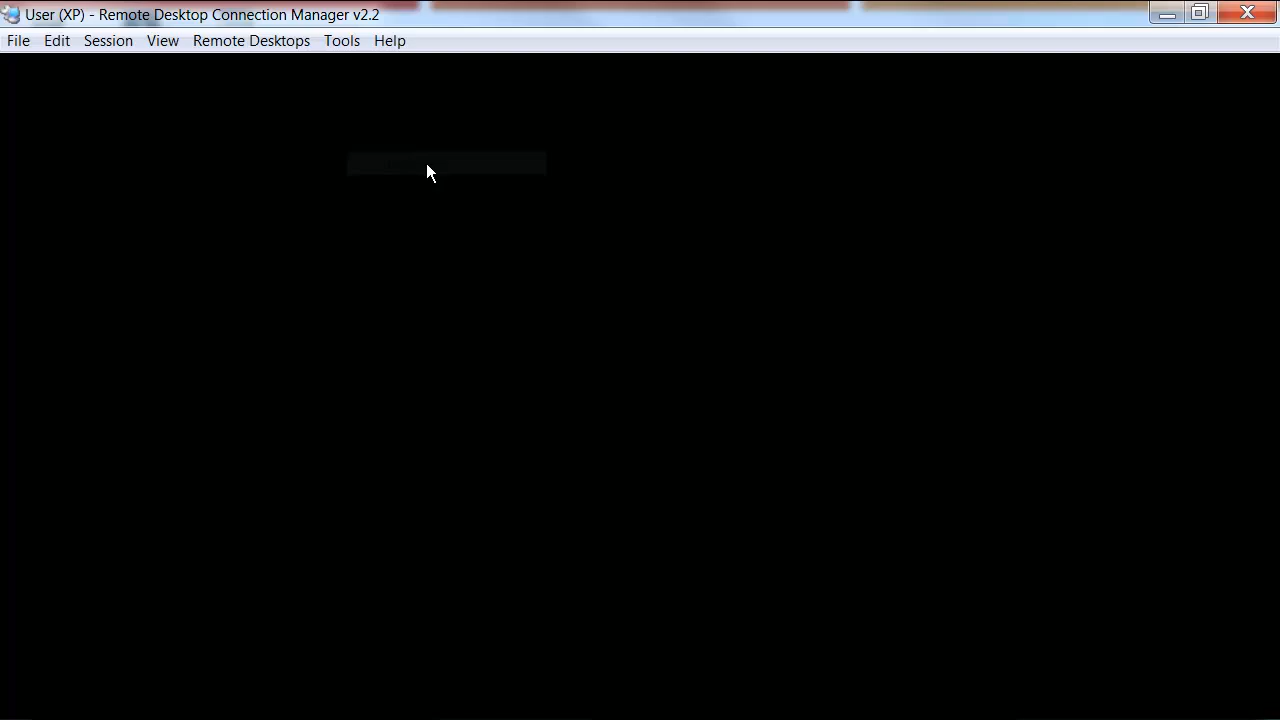 User (XP) - Remote Desktop Connection Manager v2.2
File Edit Session View Remote Desktops Tools Help